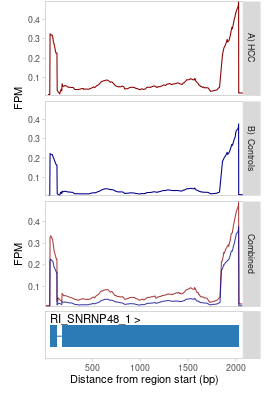 0.4
0.3
0.2
0.1
FPM
A) HCC
0.4
0.3
0.2
0.1
FPM
B) Controls
0.4
0.3
0.2
0.1
FPM
Combined
RI_SNRNP48_1 >
500
1000
1500
2000
Distance from region start (bp)